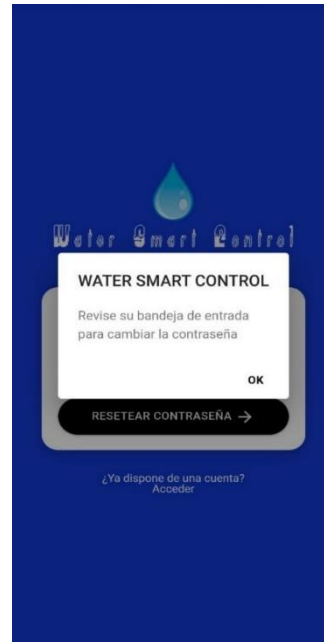 Water Smart Control
WATER SMART CONTROL
Revise su bandeja de entrada
para cambiar la contraseña
OK
RESETEAR CONTRASEÑA →
¿Ya dispone de una cuenta?
Acceder